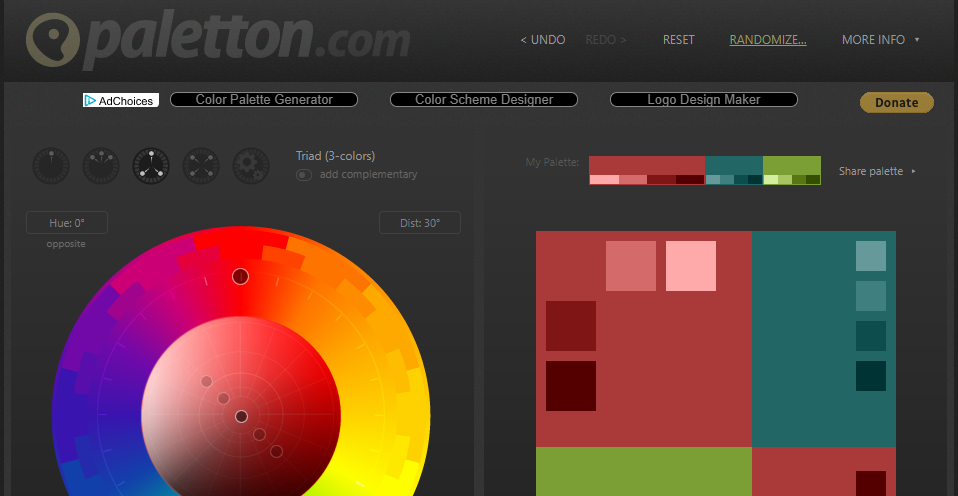 paletton.com
< UNDO REDO > RESET RANDOMIZE... MORE INFO ▾
AdChoices Color Palette Generator Color Scheme Designer Logo Design Maker Donate
Triad (3-colors)
add complementary
My Palette: Share palette ▸
Hue: 0° Dist: 30°
opposite